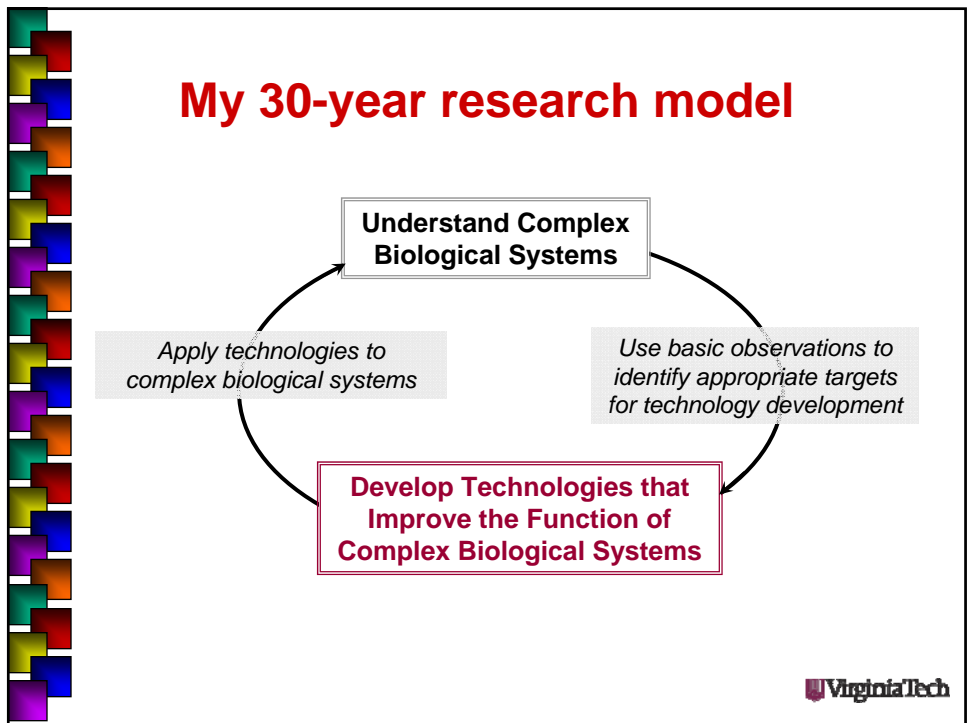 My 30-year research model
Understand Complex
Biological Systems
Apply technologies to
complex biological systems
Use basic observations to
identify appropriate targets
for technology development
Develop Technologies that
Improve the Function of
Complex Biological Systems
VirginiaTech